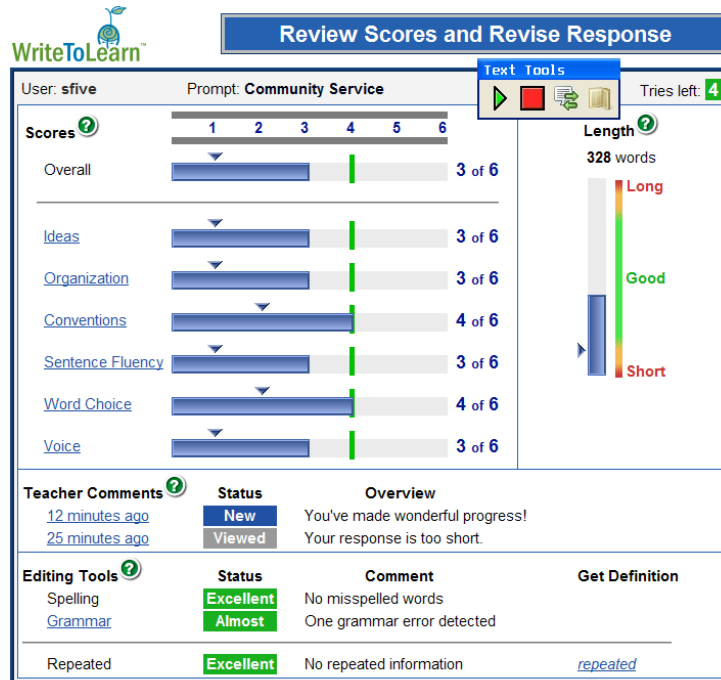 WriteToLearn™
Review Scores and Revise Response
Text Tools
User: sfive Prompt: Community Service Tries left: 4
Scores ? 1 2 3 4 5 6 Length ?
328 words
Overall 3 of 6
Long
Ideas 3 of 6
Organization 3 of 6
Good
Conventions 4 of 6
Sentence Fluency 3 of 6
Short
Word Choice 4 of 6
Voice 3 of 6
Teacher Comments ? Status Overview
12 minutes ago New You've made wonderful progress!
25 minutes ago Viewed Your response is too short.
Editing Tools ? Status Comment Get Definition
Spelling Excellent No misspelled words
Grammar Almost One grammar error detected
Repeated Excellent No repeated information repeated